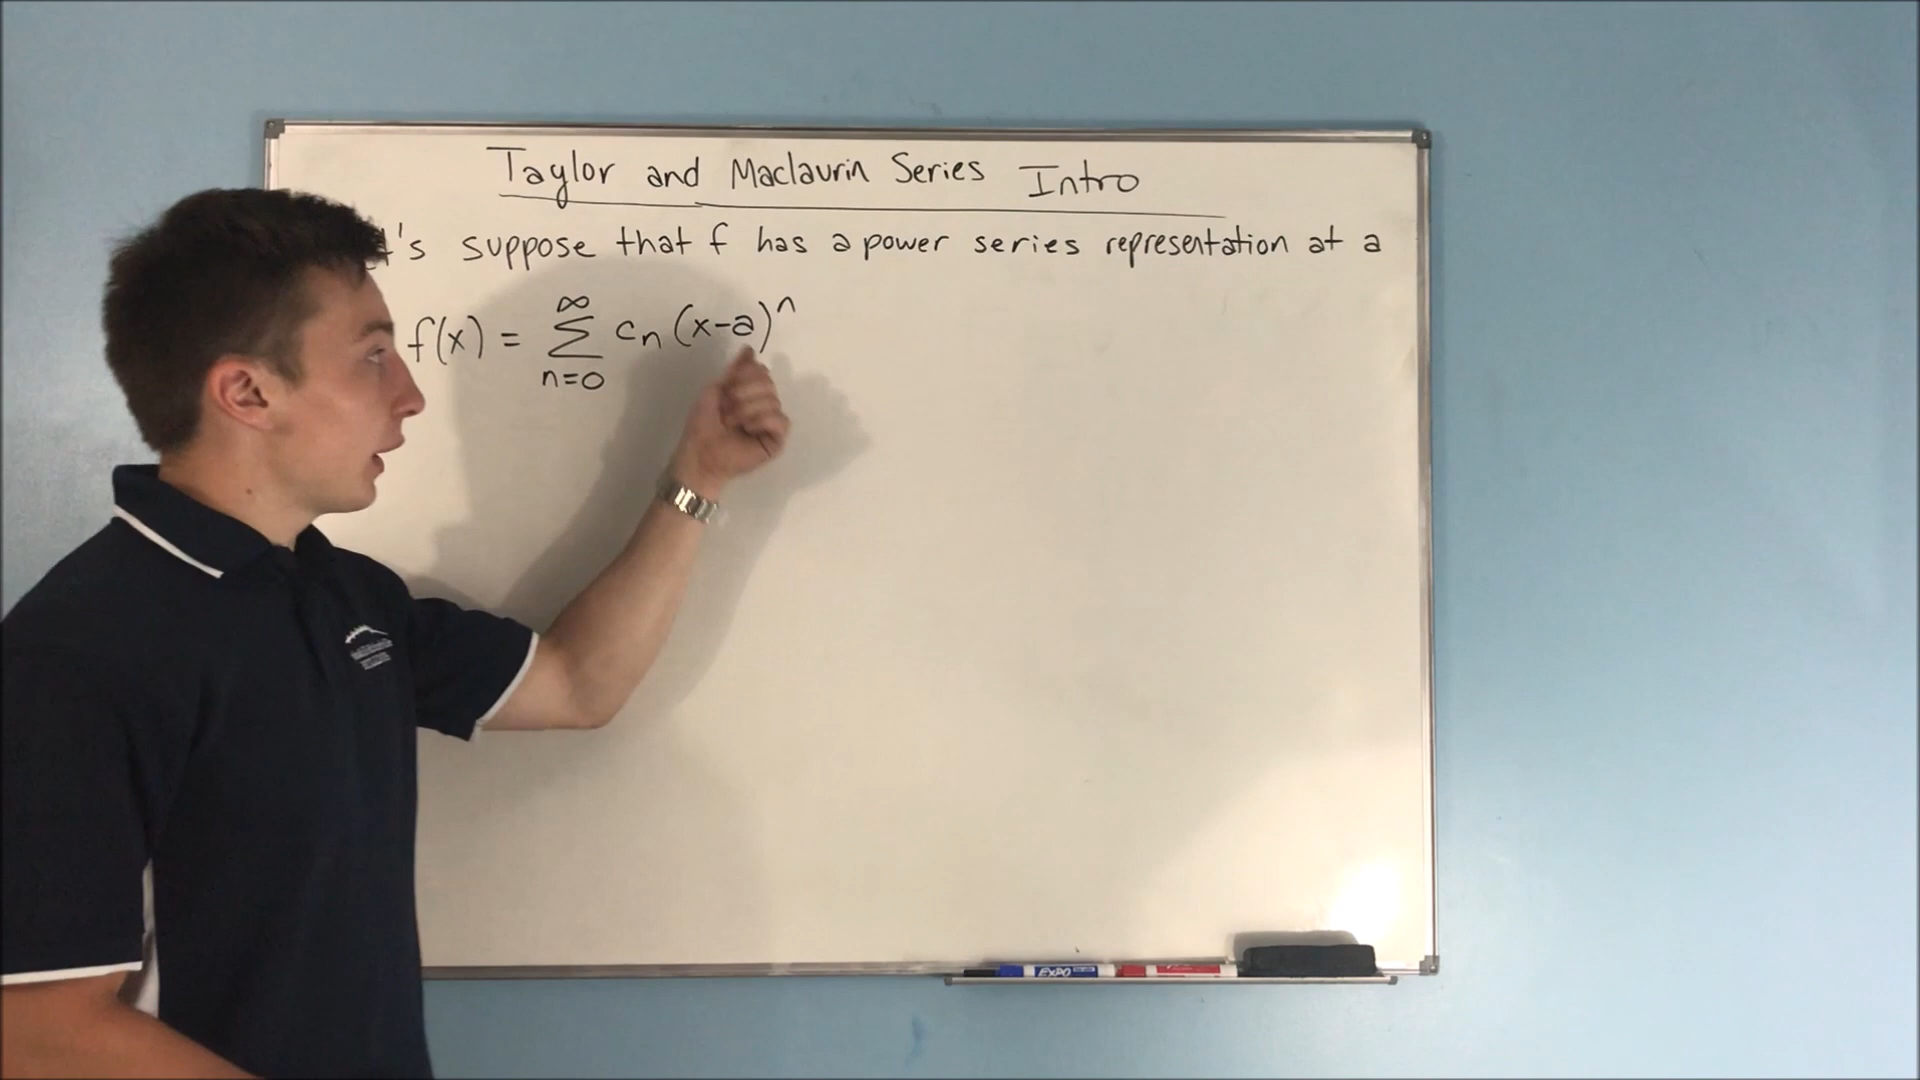 Taylor and Maclaurin Series Intro
suppose that f has a power series representation at a
f(x) = ∞ Σ n=0 cn (x-a)^n
EXPO